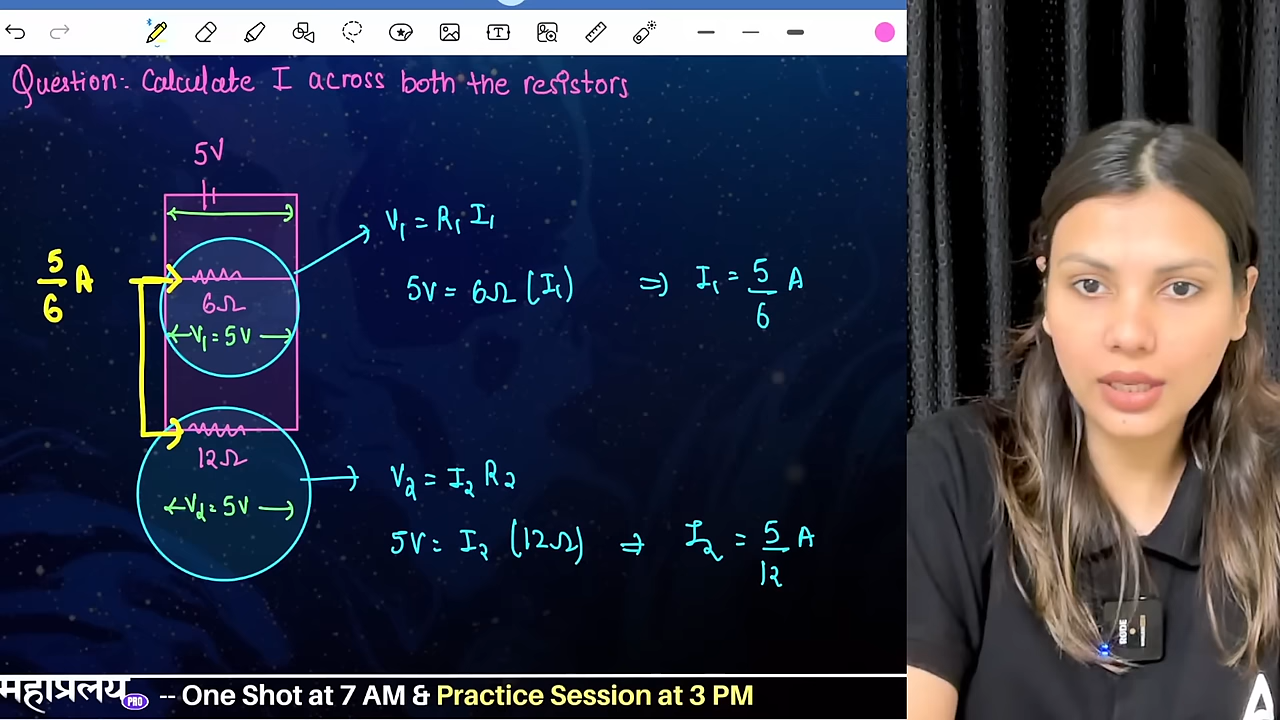 Question: Calculate I across both the resistors
5V
V₁ = R₁ I₁
5/6 A
5V = 6Ω (I₁) ⇒ I₁ = 5/6 A
6Ω
V₁ = 5V
12Ω
V₂ = I₂ R₂
V₂ = 5V
5V = I₂ (12Ω) ⇒ I₂ = 5/12 A
RODE
महाप्रलय PRO -- One Shot at 7 AM & Practice Session at 3 PM